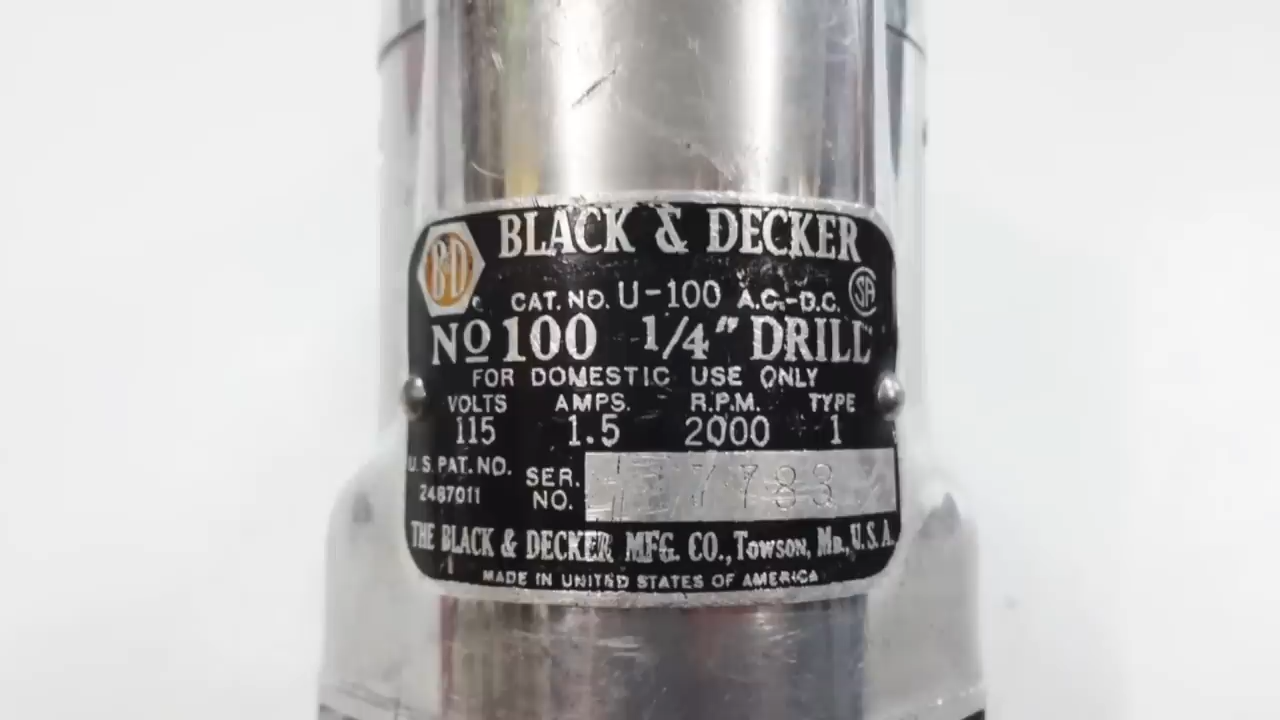 B&D BLACK & DECKER
CAT. NO. U-100 A.C.-D.C. SA
No 100 1/4" DRILL
FOR DOMESTIC USE ONLY
VOLTS AMPS. R.P.M. TYPE
115 1.5 2000 1
U.S. PAT. NO. SER.
2487011 NO.
THE BLACK & DECKER MFG. CO., TOWSON, MD., U.S.A.
MADE IN UNITED STATES OF AMERICA